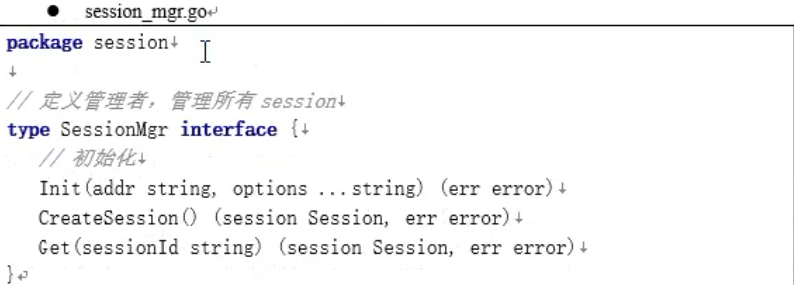 ● session_mgr.go
package session
// 定义管理者，管理所有 session
type SessionMgr interface {
// 初始化
Init(addr string, options ...string) (err error)
CreateSession() (session Session, err error)
Get(sessionId string) (session Session, err error)
}